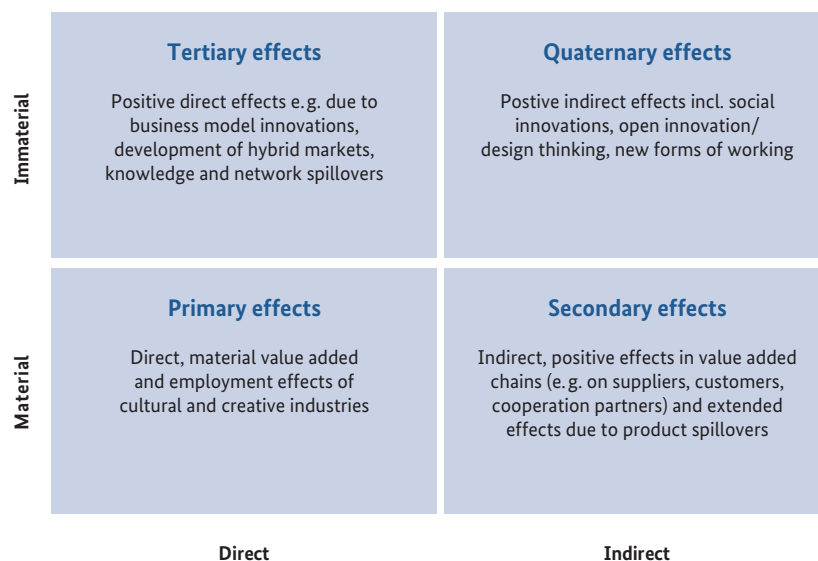 Immaterial
Tertiary effects
Positive direct effects e. g. due to
business model innovations,
development of hybrid markets,
knowledge and network spillovers
Quaternary effects
Postive indirect effects incl. social
innovations, open innovation/
design thinking, new forms of working
Material
Primary effects
Direct, material value added
and employment effects of
cultural and creative industries
Secondary effects
Indirect, positive effects in value added
chains (e. g. on suppliers, customers,
cooperation partners) and extended
effects due to product spillovers
Direct
Indirect